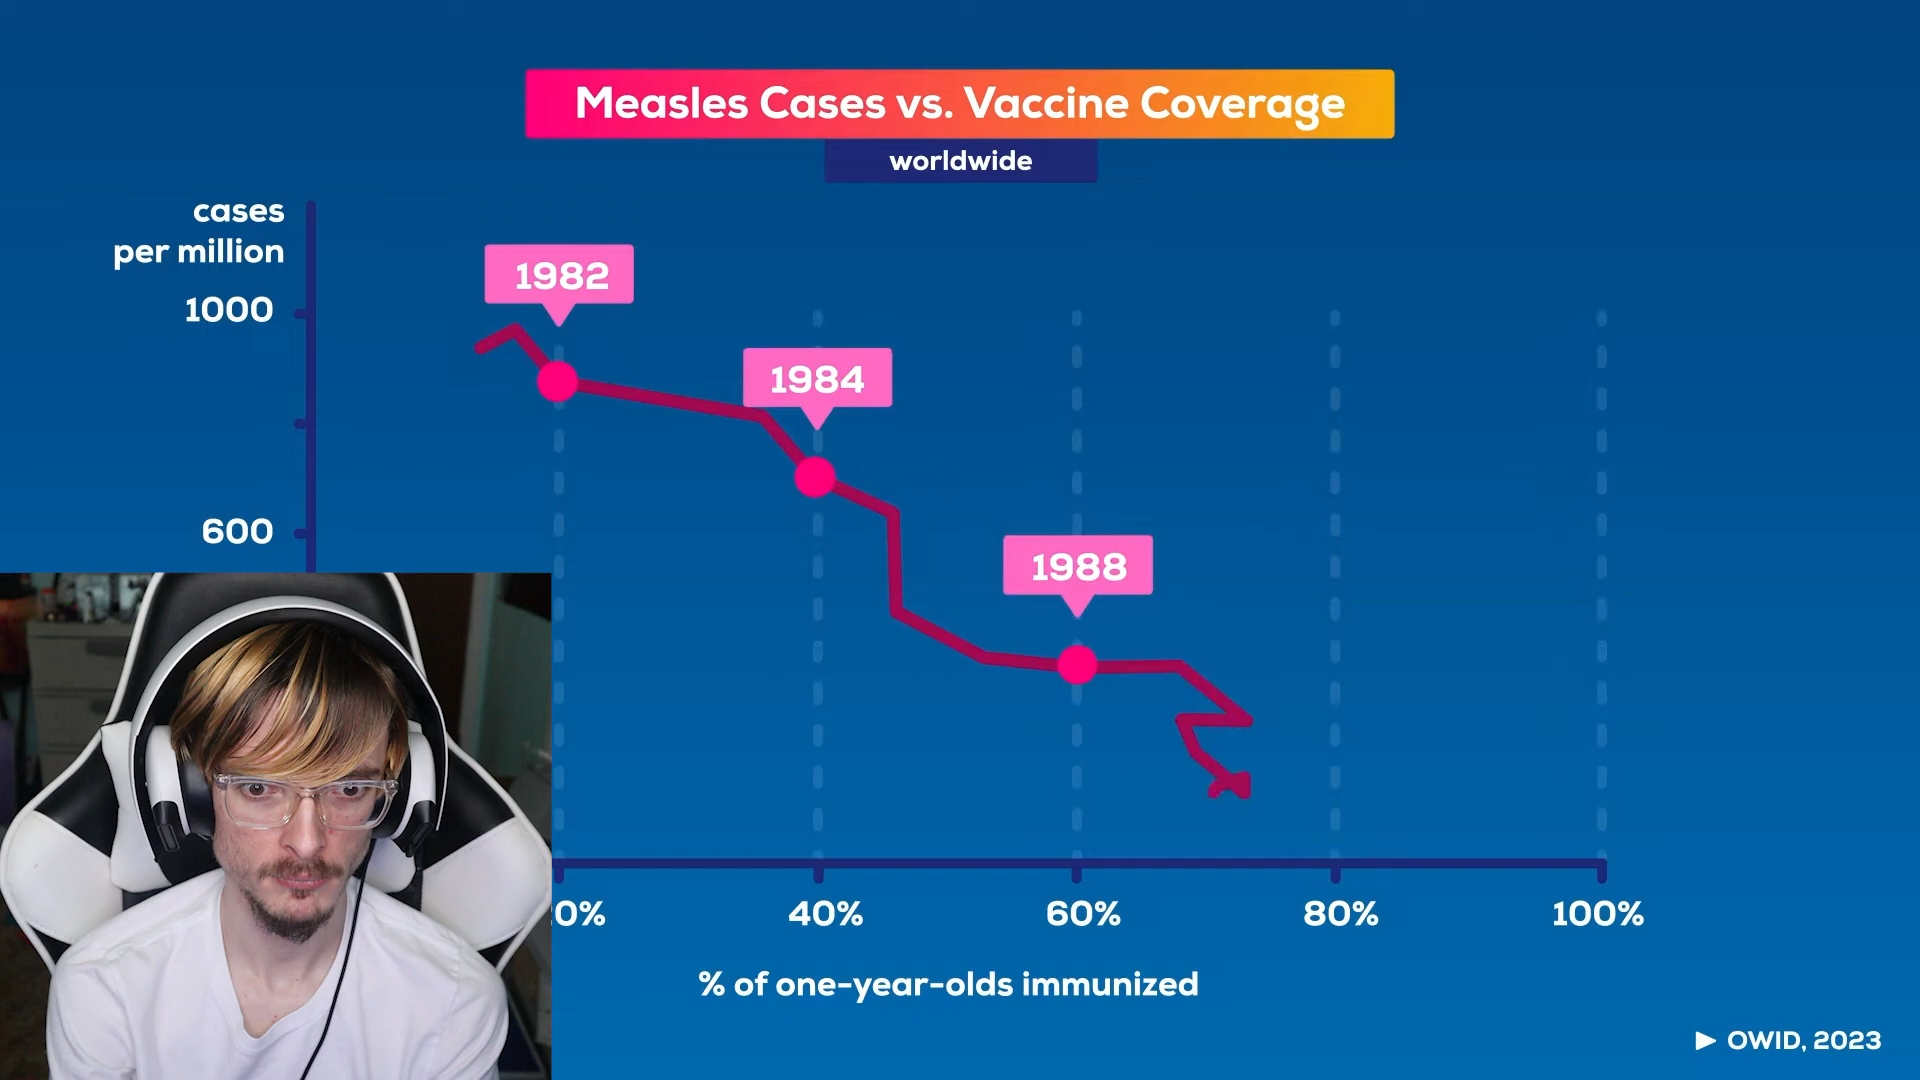 Measles Cases vs. Vaccine Coverage
worldwide
cases
per million
1000
1982
1984
600
1988
0%
40%
60%
80%
100%
% of one-year-olds immunized
► OWID, 2023